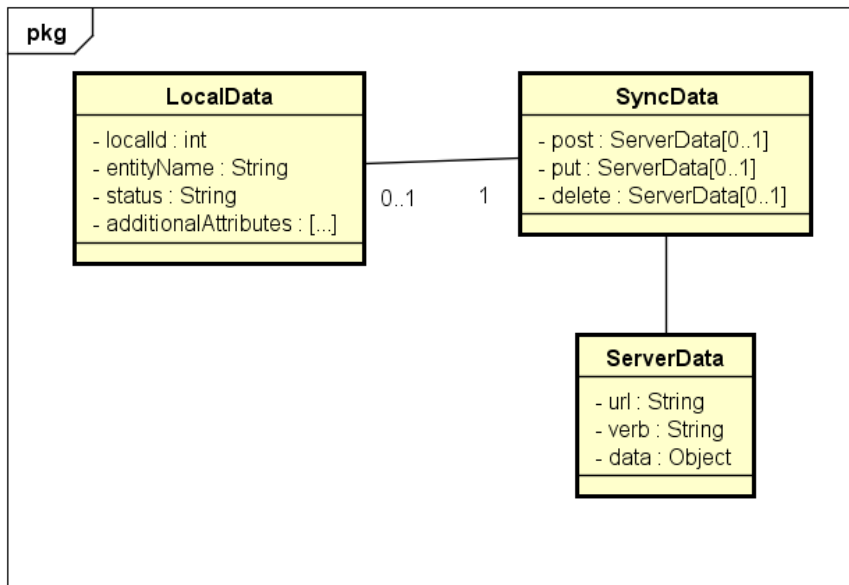 pkg
LocalData
- localId : int
- entityName : String
- status : String
- additionalAttributes : [...]
0..1
1
SyncData
- post : ServerData[0..1]
- put : ServerData[0..1]
- delete : ServerData[0..1]
ServerData
- url : String
- verb : String
- data : Object